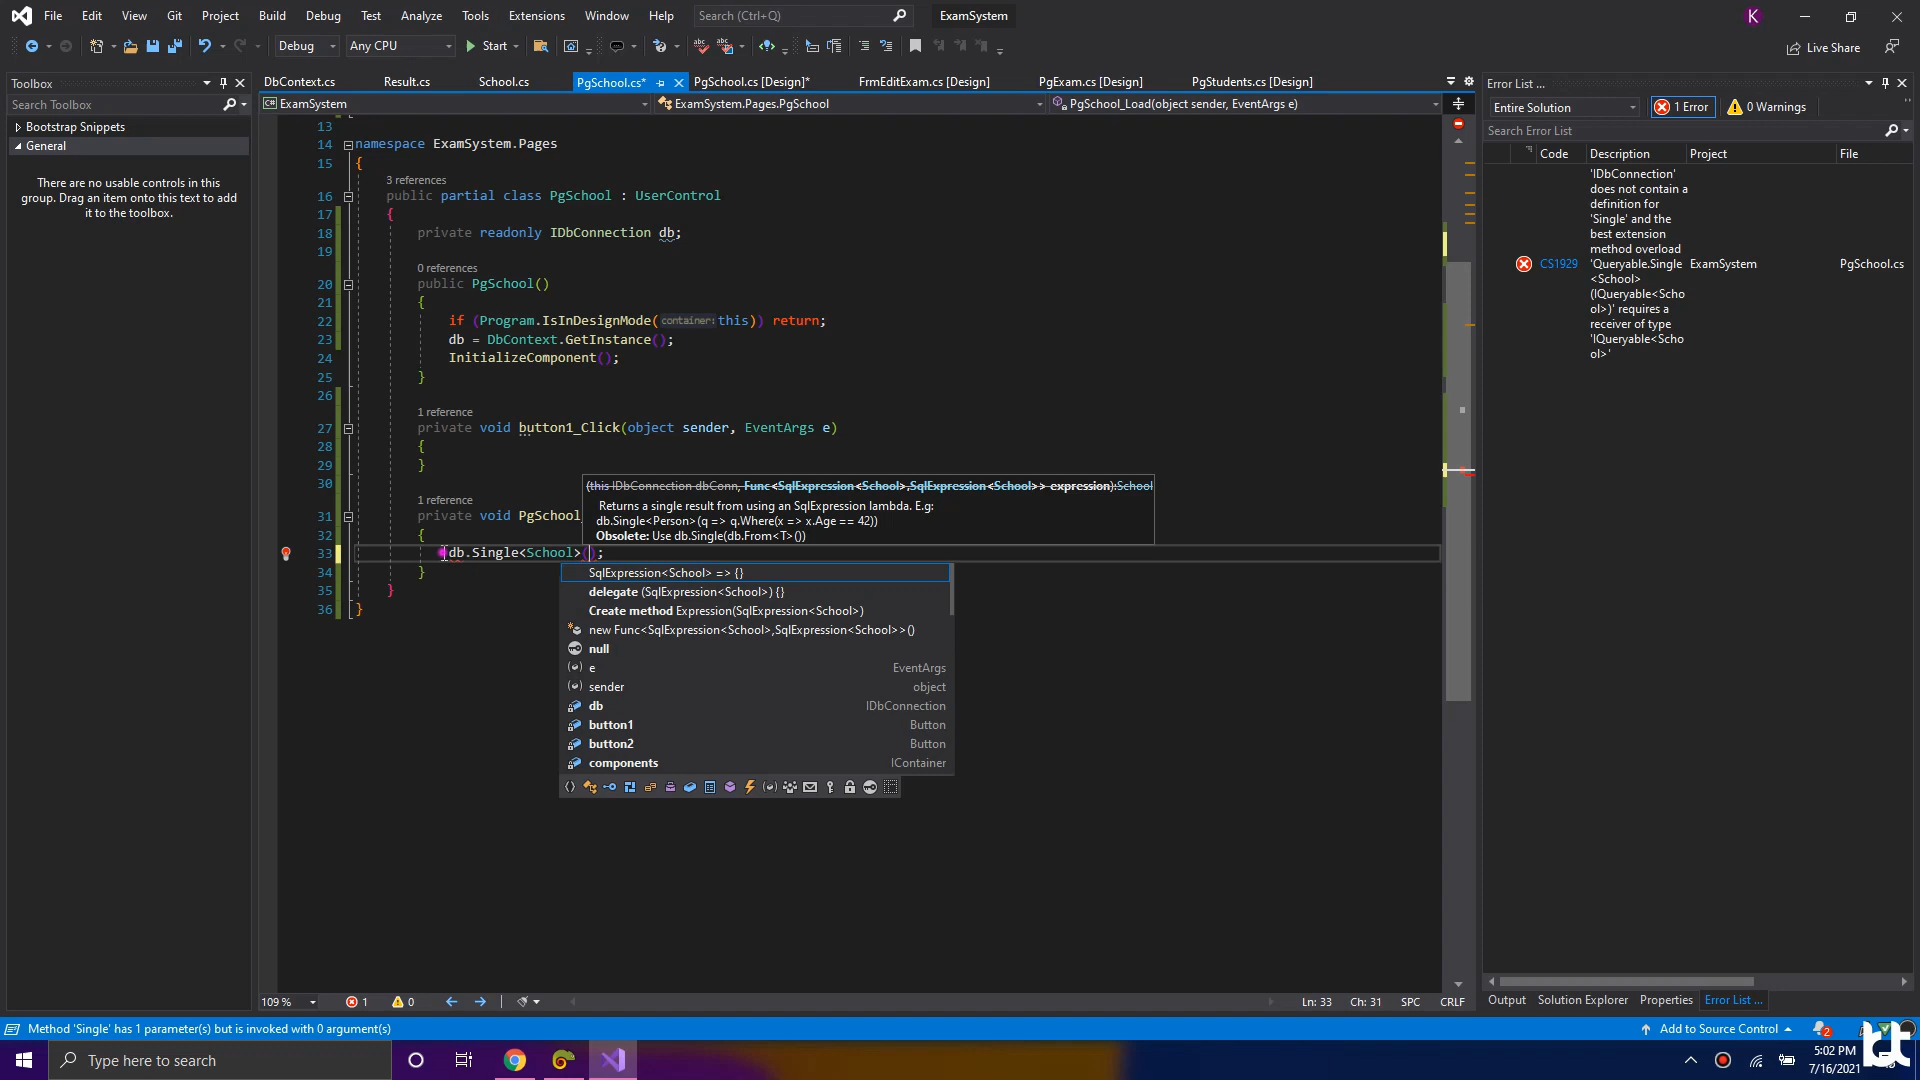 File Edit View Git Project Build Debug Test Analyze Tools Extensions Window Help Search (Ctrl+Q) ExamSystem K
Debug Any CPU Start Live Share
Toolbox
Search Toolbox
Bootstrap Snippets
General
There are no usable controls in this
group. Drag an item onto this text to add
it to the toolbox.
DbContext.cs Result.cs School.cs PgSchool.cs* PgSchool.cs [Design]* FrmEditExam.cs [Design] PgExam.cs [Design] PgStudents.cs [Design]
ExamSystem ExamSystem.Pages.PgSchool PgSchool_Load(object sender, EventArgs e)
13
14 namespace ExamSystem.Pages
15 {
3 references
16 public partial class PgSchool : UserControl
17 {
18 private readonly IDbConnection db;
19
0 references
20 public PgSchool()
21 {
22 if (Program.IsInDesignMode(container:this)) return;
23 db = DbContext.GetInstance();
24 InitializeComponent();
25 }
26
1 reference
27 private void button1_Click(object sender, EventArgs e)
28 {
29 }
30
1 reference
31 private void PgSchool
32 {
33 db.Single<School>();
34 }
35 }
36 }
(this IDbConnection dbConn, Func<SqlExpression<School>,SqlExpression<School>> expression):School
Returns a single result from using an SqlExpression lambda. E.g:
db.Single<Person>(q => q.Where(x => x.Age == 42))
Obsolete: Use db.Single(db.From<T>())
SqlExpression<School> => {}
delegate (SqlExpression<School>) {}
Create method Expression(SqlExpression<School>)
new Func<SqlExpression<School>,SqlExpression<School>>()
null
e EventArgs
sender object
db IDbConnection
button1 Button
button2 Button
components IContainer
109 % 1 0 Ln: 33 Ch: 31 SPC CRLF
Error List ...
Entire Solution 1 Error 0 Warnings
Search Error List
Code Description Project File
'IDbConnection'
does not contain a
definition for
'Single' and the
best extension
method overload
CS1929 'Queryable.Single ExamSystem PgSchool.cs
<School>
(IQueryable<Scho
ol>)' requires a
receiver of type
'IQueryable<Scho
ol>'
Output Solution Explorer Properties Error List ...
Method 'Single' has 1 parameter(s) but is invoked with 0 argument(s) Add to Source Control 2
Type here to search
5:02 PM
7/16/2021